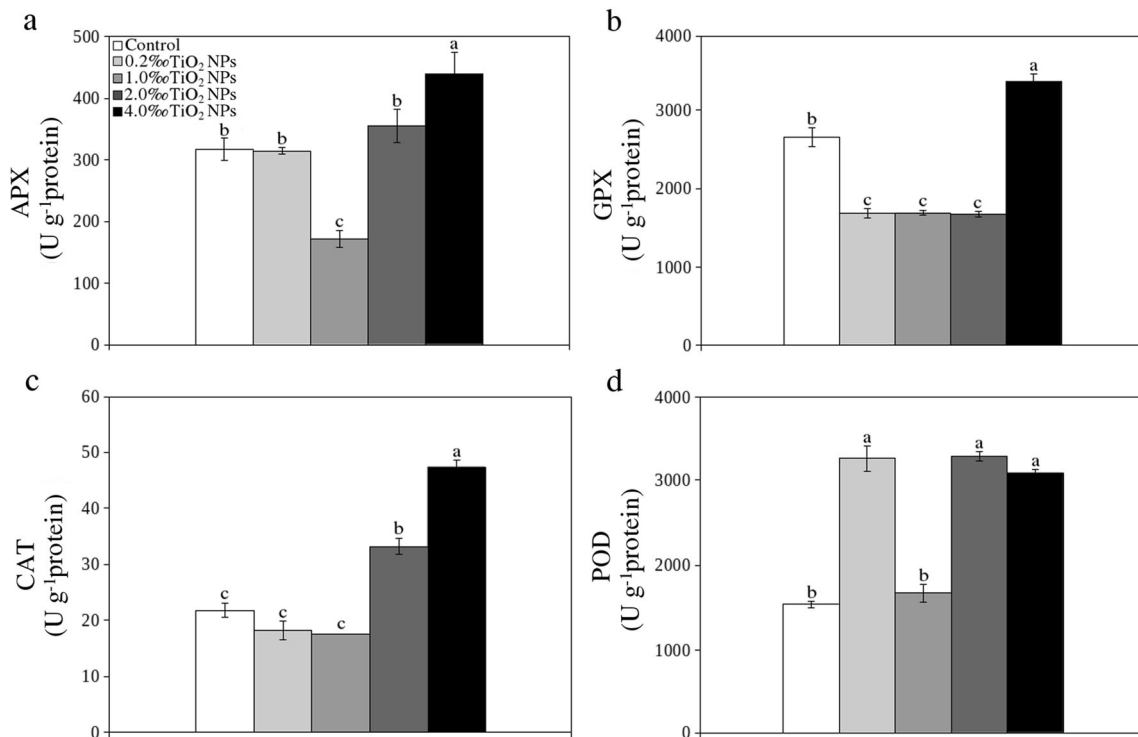 a
500
400
300
200
100
0
APX
(U g⁻¹protein)
Control
0.2‰TiO₂ NPs
1.0‰TiO₂ NPs
2.0‰TiO₂ NPs
4.0‰TiO₂ NPs
b
b
c
b
a
b
4000
3000
2000
1000
0
GPX
(U g⁻¹protein)
b
c
c
c
a
c
60
50
40
30
20
10
0
CAT
(U g⁻¹protein)
c
c
c
b
a
d
4000
3000
2000
1000
0
POD
(U g⁻¹protein)
b
a
b
a
a